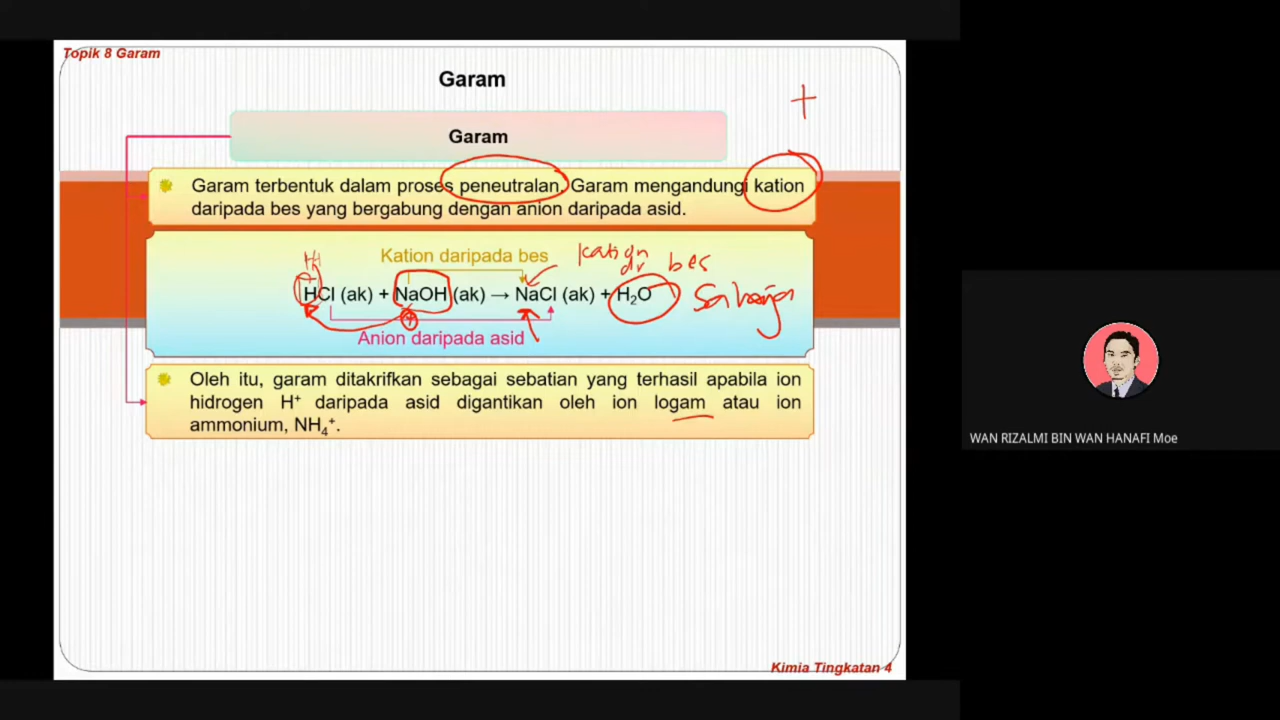 Topik 8 Garam
Garam
+
Garam
Garam terbentuk dalam proses peneutralan. Garam mengandungi kation
daripada bes yang bergabung dengan anion daripada asid.
Kation daripada bes
kation
dr bes
H
+
HCl (ak) + NaOH (ak) → NaCl (ak) + H₂O
+
Anion daripada asid
Oleh itu, garam ditakrifkan sebagai sebatian yang terhasil apabila ion
hidrogen H⁺ daripada asid digantikan oleh ion logam atau ion
ammonium, NH₄⁺.
WAN RIZALMI BIN WAN HANAFI Moe
Kimia Tingkatan 4